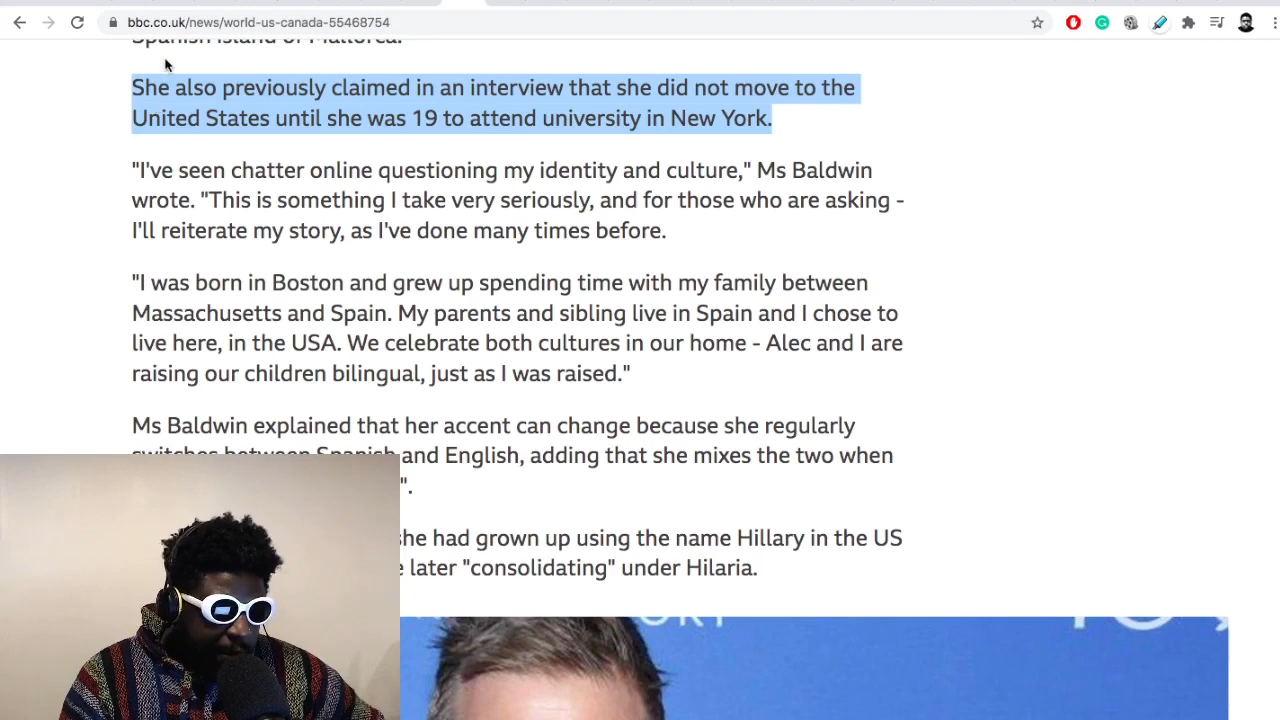 bbc.co.uk/news/world-us-canada-55468754
Spanish island of Mallorca.
She also previously claimed in an interview that she did not move to the
United States until she was 19 to attend university in New York.
"I've seen chatter online questioning my identity and culture," Ms Baldwin
wrote. "This is something I take very seriously, and for those who are asking -
I'll reiterate my story, as I've done many times before.
"I was born in Boston and grew up spending time with my family between
Massachusetts and Spain. My parents and sibling live in Spain and I chose to
live here, in the USA. We celebrate both cultures in our home - Alec and I are
raising our children bilingual, just as I was raised."
Ms Baldwin explained that her accent can change because she regularly
switches between Spanish and English, adding that she mixes the two when
".
she had grown up using the name Hillary in the US
later "consolidating" under Hilaria.